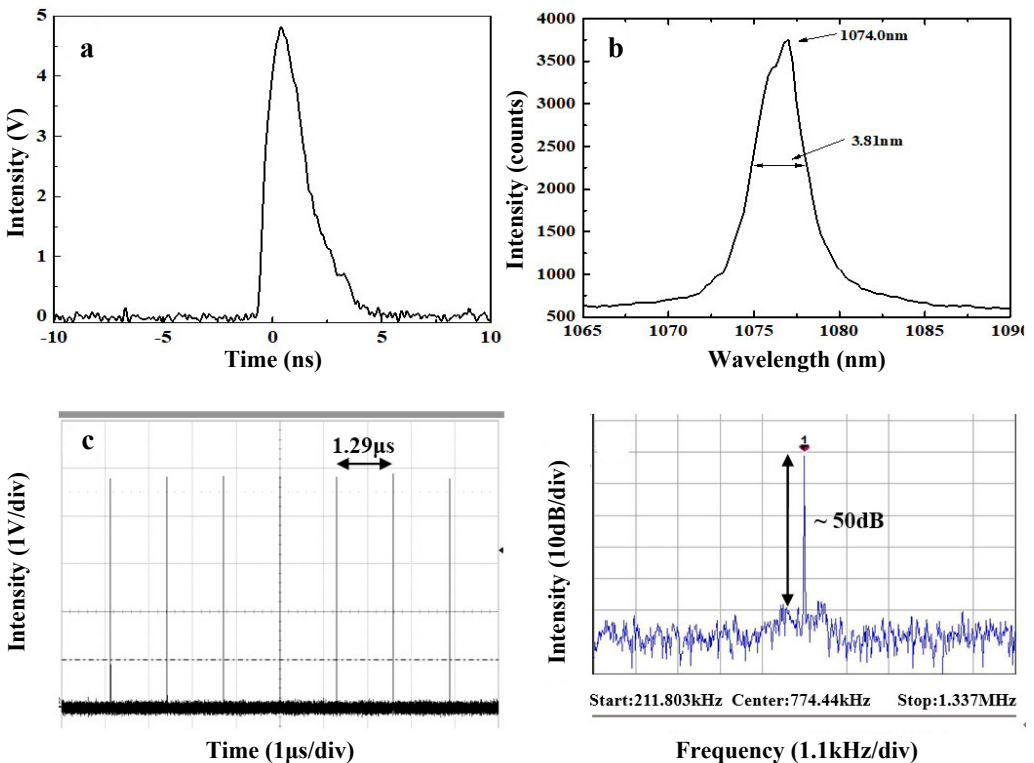 a
5
4
3
2
1
0
-10
-5
0
5
10
Intensity (V)
Time (ns)
b
4000
3500
3000
2500
2000
1500
1000
500
1065
1070
1075
1080
1085
1090
1074.0nm
3.81nm
Intensity (counts)
Wavelength (nm)
c
1.29μs
Intensity (1V/div)
Time (1μs/div)
1
~ 50dB
Intensity (10dB/div)
Start:211.803kHz Center:774.44kHz Stop:1.337MHz
Frequency (1.1kHz/div)